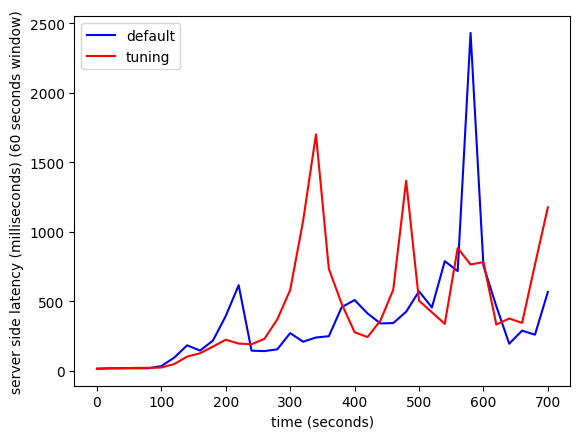 default
tuning
server side latency (milliseconds) (60 seconds window)
2500
2000
1500
1000
500
0
0 100 200 300 400 500 600 700
time (seconds)